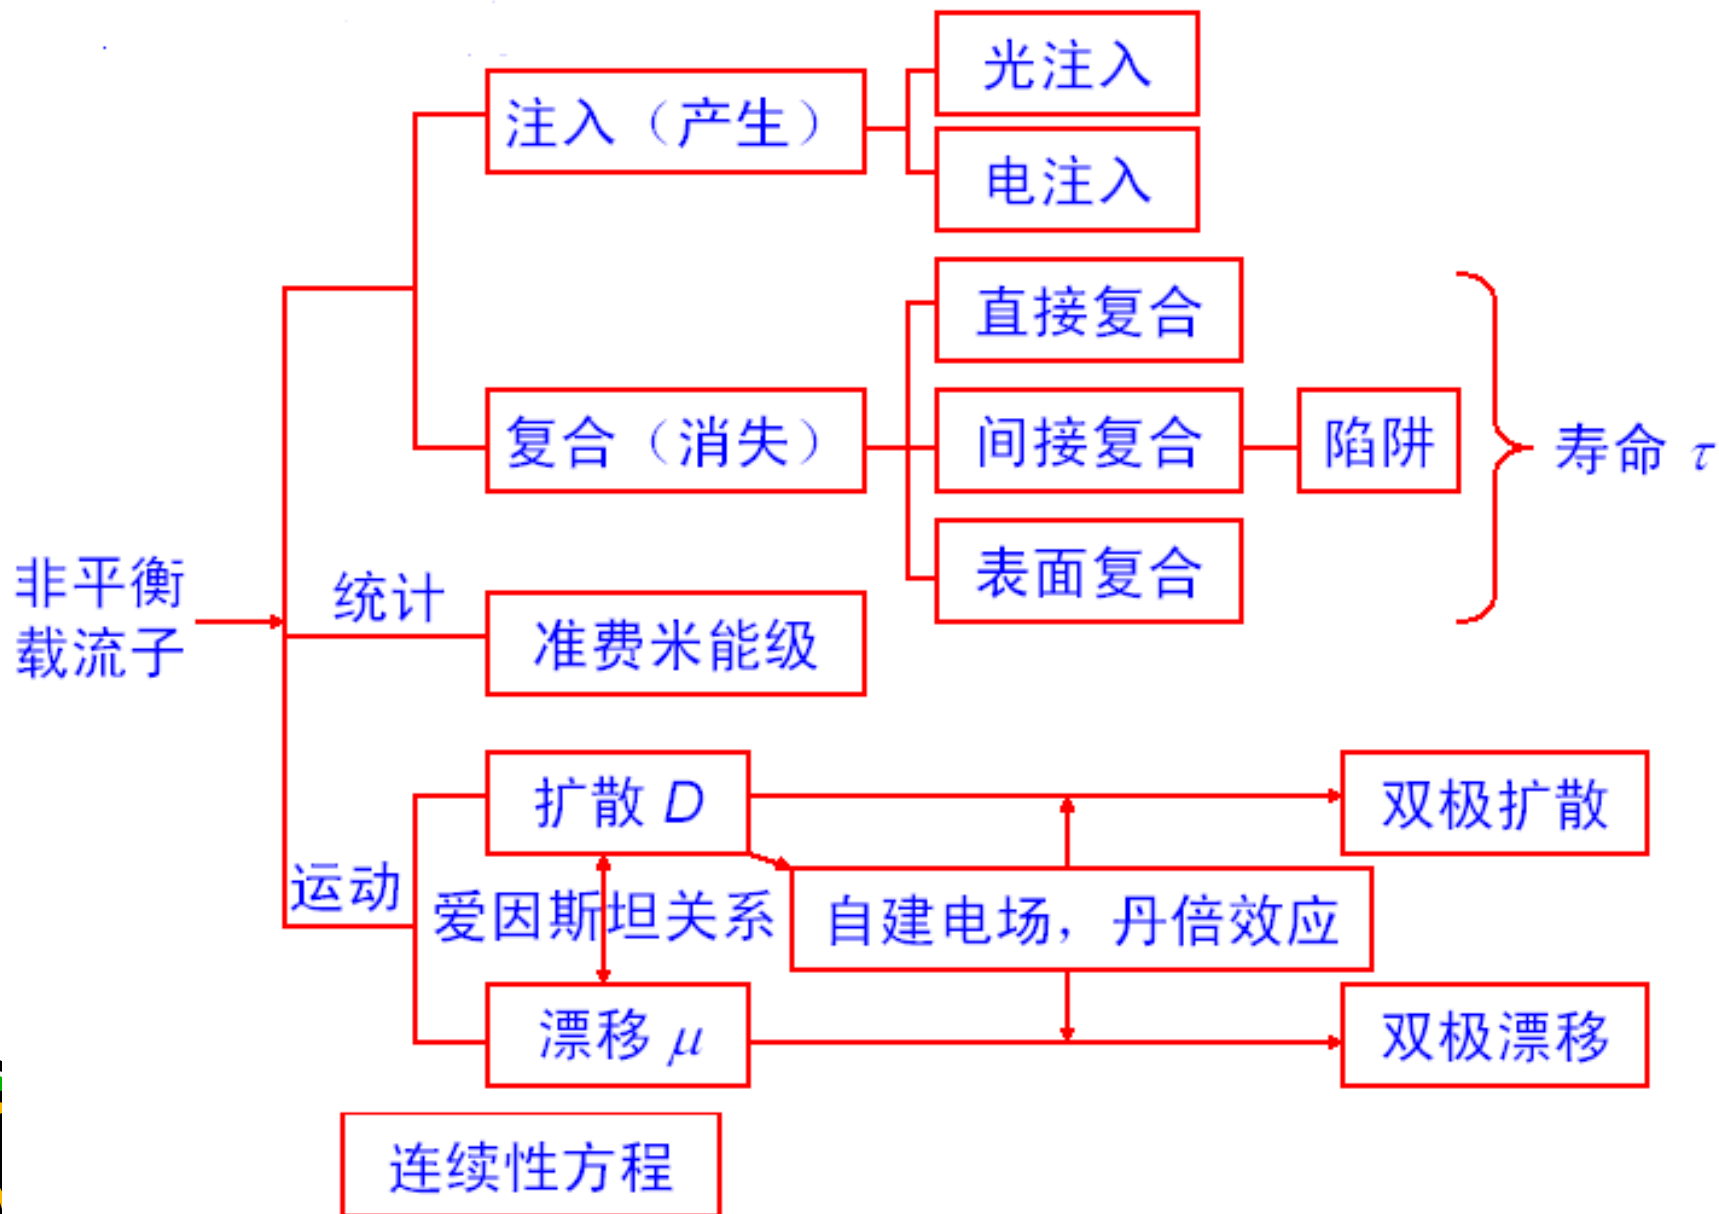 光注入
注入（产生）
电注入
直接复合
复合（消失）
间接复合
陷阱
寿命 τ
表面复合
非平衡
载流子
统计
准费米能级
扩散 D
双极扩散
运动
爱因斯坦关系
自建电场，丹倍效应
漂移 μ
双极漂移
连续性方程